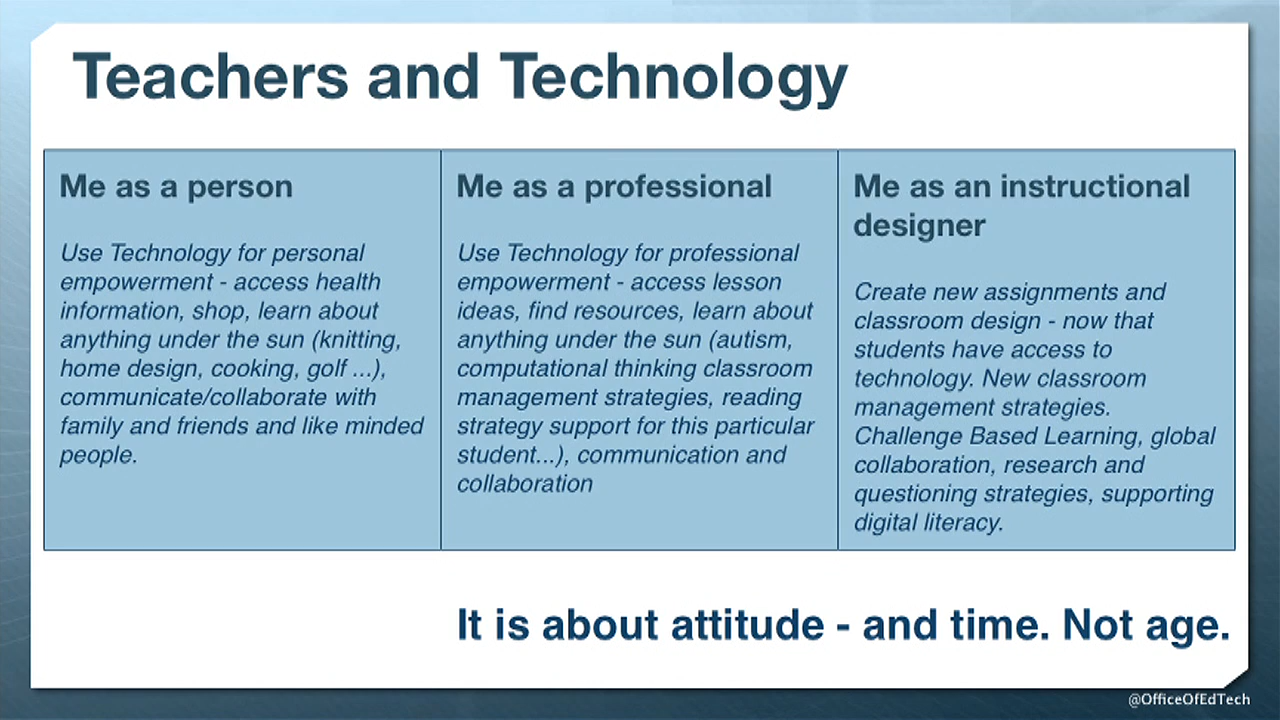 Teachers and Technology
Me as a person
Use Technology for personal
empowerment - access health
information, shop, learn about
anything under the sun (knitting,
home design, cooking, golf ...),
communicate/collaborate with
family and friends and like minded
people.
Me as a professional
Use Technology for professional
empowerment - access lesson
ideas, find resources, learn about
anything under the sun (autism,
computational thinking classroom
management strategies, reading
strategy support for this particular
student...), communication and
collaboration
Me as an instructional
designer
Create new assignments and
classroom design - now that
students have access to
technology. New classroom
management strategies.
Challenge Based Learning, global
collaboration, research and
questioning strategies, supporting
digital literacy.
It is about attitude - and time. Not age.
@OfficeOfEdTech